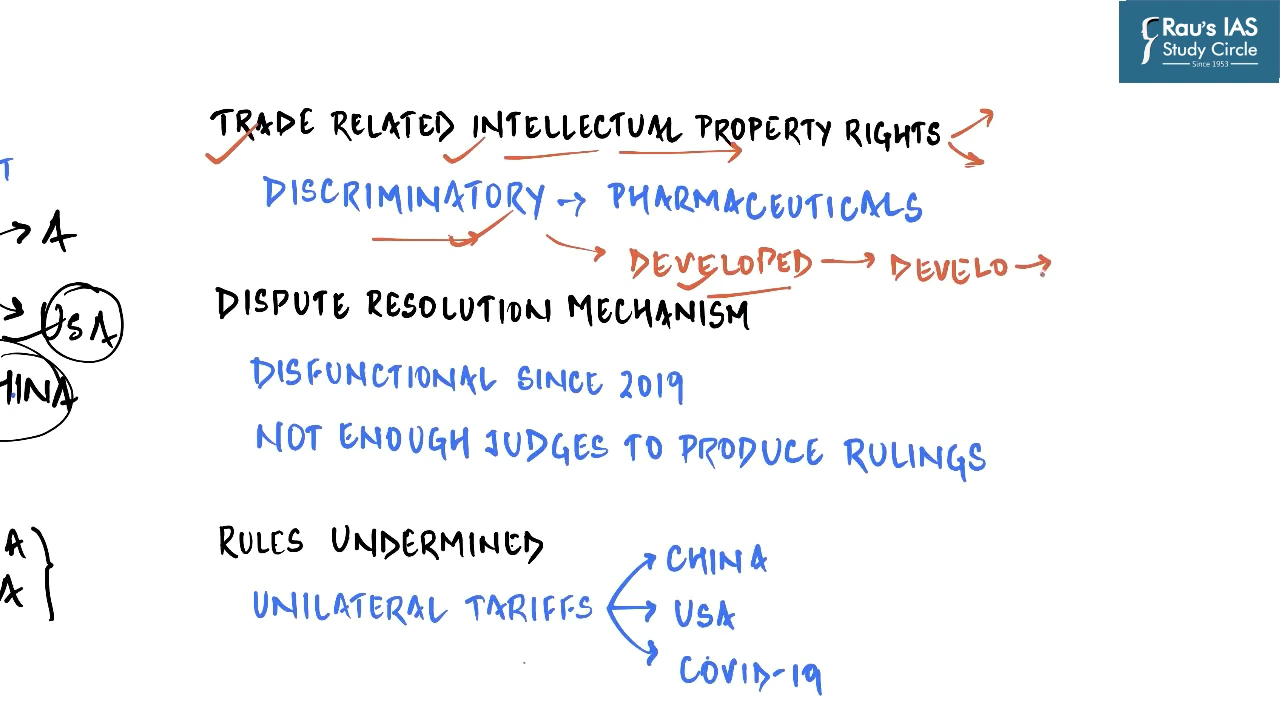 Rau's IAS
Study Circle
Since 1953
TRADE RELATED INTELLECTUAL PROPERTY RIGHTS
T
DISCRIMINATORY → PHARMACEUTICALS
→ A
DEVELOPED → DEVELO →
DISPUTE RESOLUTION MECHANISM
USA
DISFUNCTIONAL SINCE 2019
HINA
NOT ENOUGH JUDGES TO PRODUCE RULINGS
RULES UNDERMINED
A
CHINA
A
UNILATERAL TARIFFS
USA
COVID-19